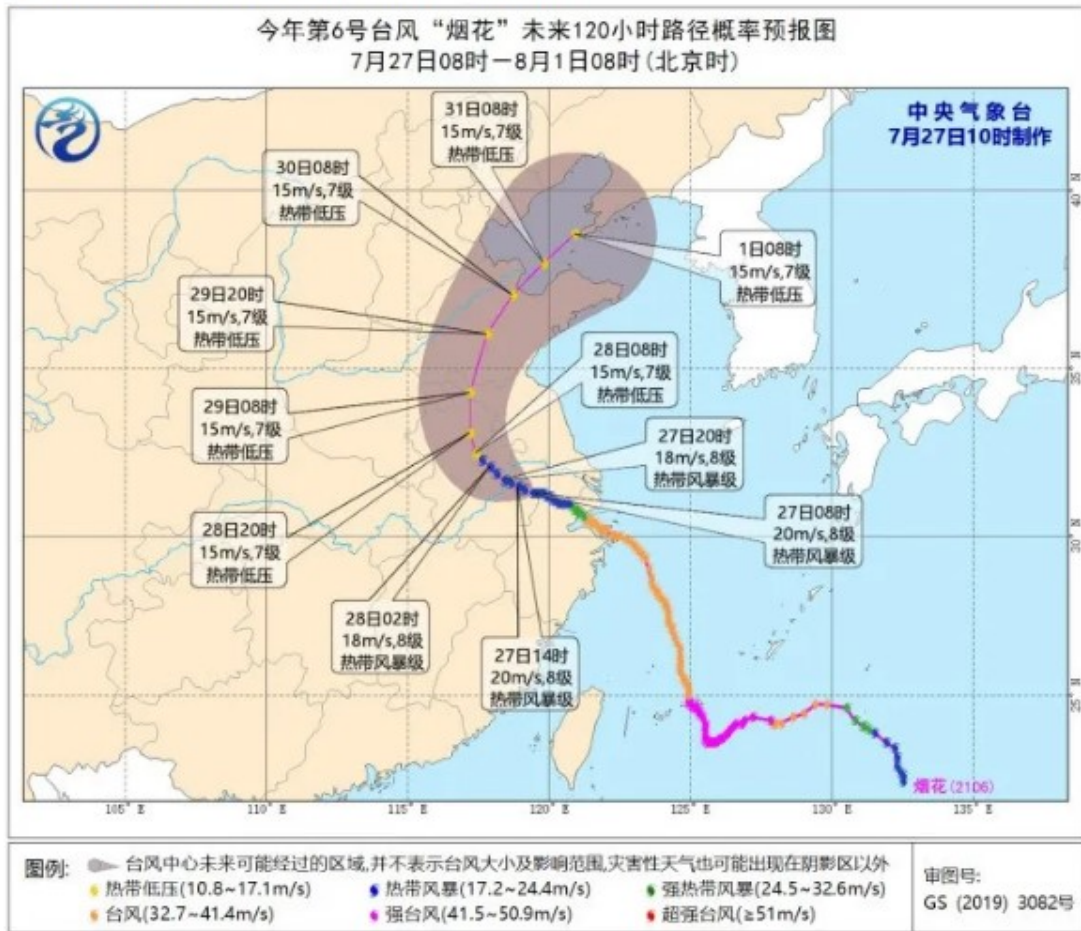 今年第6号台风“烟花”未来120小时路径概率预报图
7月27日08时—8月1日08时(北京时)
中央气象台
7月27日10时制作
31日08时
15m/s,7级
热带低压
30日08时
15m/s,7级
热带低压
1日08时
15m/s,7级
热带低压
29日20时
15m/s,7级
热带低压
28日08时
15m/s,7级
热带低压
29日08时
15m/s,7级
热带低压
27日20时
18m/s,8级
热带风暴级
27日08时
20m/s,8级
热带风暴级
28日20时
15m/s,7级
热带低压
28日02时
18m/s,8级
热带风暴级
27日14时
20m/s,8级
热带风暴级
烟花(2106)
40°N
35°N
30°N
25°N
105°E
110°E
115°E
120°E
125°E
130°E
135°E
图例:
台风中心未来可能经过的区域,并不表示台风大小及影响范围,灾害性天气也可能出现在阴影区以外
热带低压(10.8~17.1m/s)
热带风暴(17.2~24.4m/s)
强热带风暴(24.5~32.6m/s)
台风(32.7~41.4m/s)
强台风(41.5~50.9m/s)
超强台风(≥51m/s)
审图号:
GS (2019) 3082号